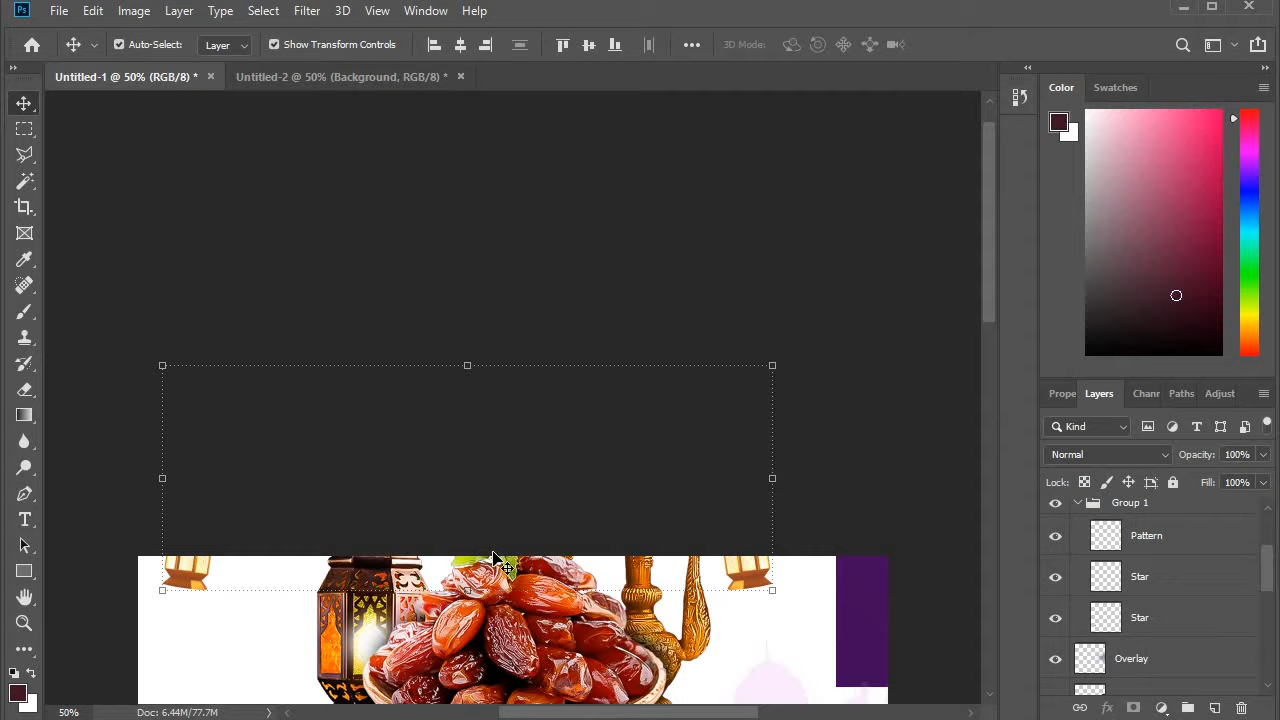 Ps File Edit Image Layer Type Select Filter 3D View Window Help
Auto-Select: Layer Show Transform Controls 3D Mode:
Untitled-1 @ 50% (RGB/8) * Untitled-2 @ 50% (Background, RGB/8) *
Color Swatches
Prope Layers Chann Paths Adjust
Kind
Normal Opacity: 100%
Lock: Fill: 100%
Group 1
Pattern
Star
Star
Overlay
50% Doc: 6.44M/77.7M